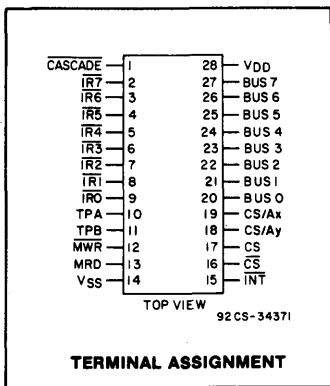 CASCADE 1 28 VDD
IR7 2 27 BUS 7
IR6 3 26 BUS 6
IR5 4 25 BUS 5
IR4 5 24 BUS 4
IR3 6 23 BUS 3
IR2 7 22 BUS 2
IR1 8 21 BUS 1
IR0 9 20 BUS 0
TPA 10 19 CS/Ax
TPB 11 18 CS/Ay
MWR 12 17 CS
MRD 13 16 CS
VSS 14 15 INT
TOP VIEW
92CS-34371
TERMINAL ASSIGNMENT